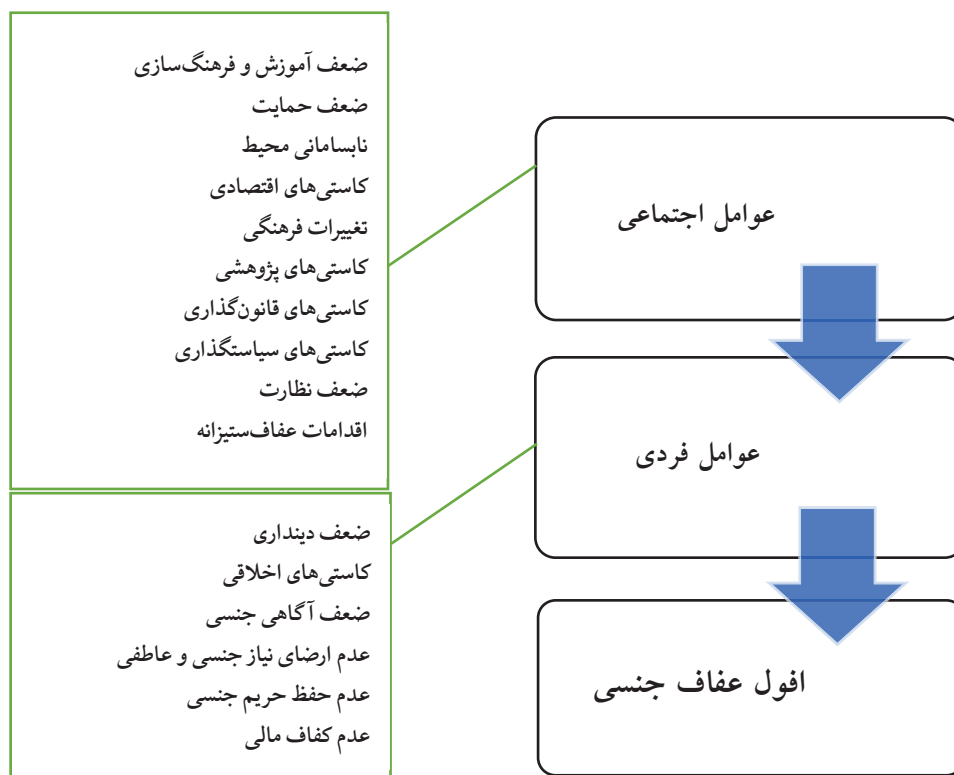 عوامل اجتماعی
ضعف آموزش و فرهنگ‌سازی
ضعف حمایت
نابسامانی محیط
کاستی‌های اقتصادی
تغییرات فرهنگی
کاستی‌های پژوهشی
کاستی‌های قانون‌گذاری
کاستی‌های سیاستگذاری
ضعف نظارت
اقدامات عفاف‌ستیزانه
عوامل فردی
ضعف دینداری
کاستی‌های اخلاقی
ضعف آگاهی جنسی
عدم ارضای نیاز جنسی و عاطفی
عدم حفظ حریم جنسی
عدم کفاف مالی
افول عفاف جنسی